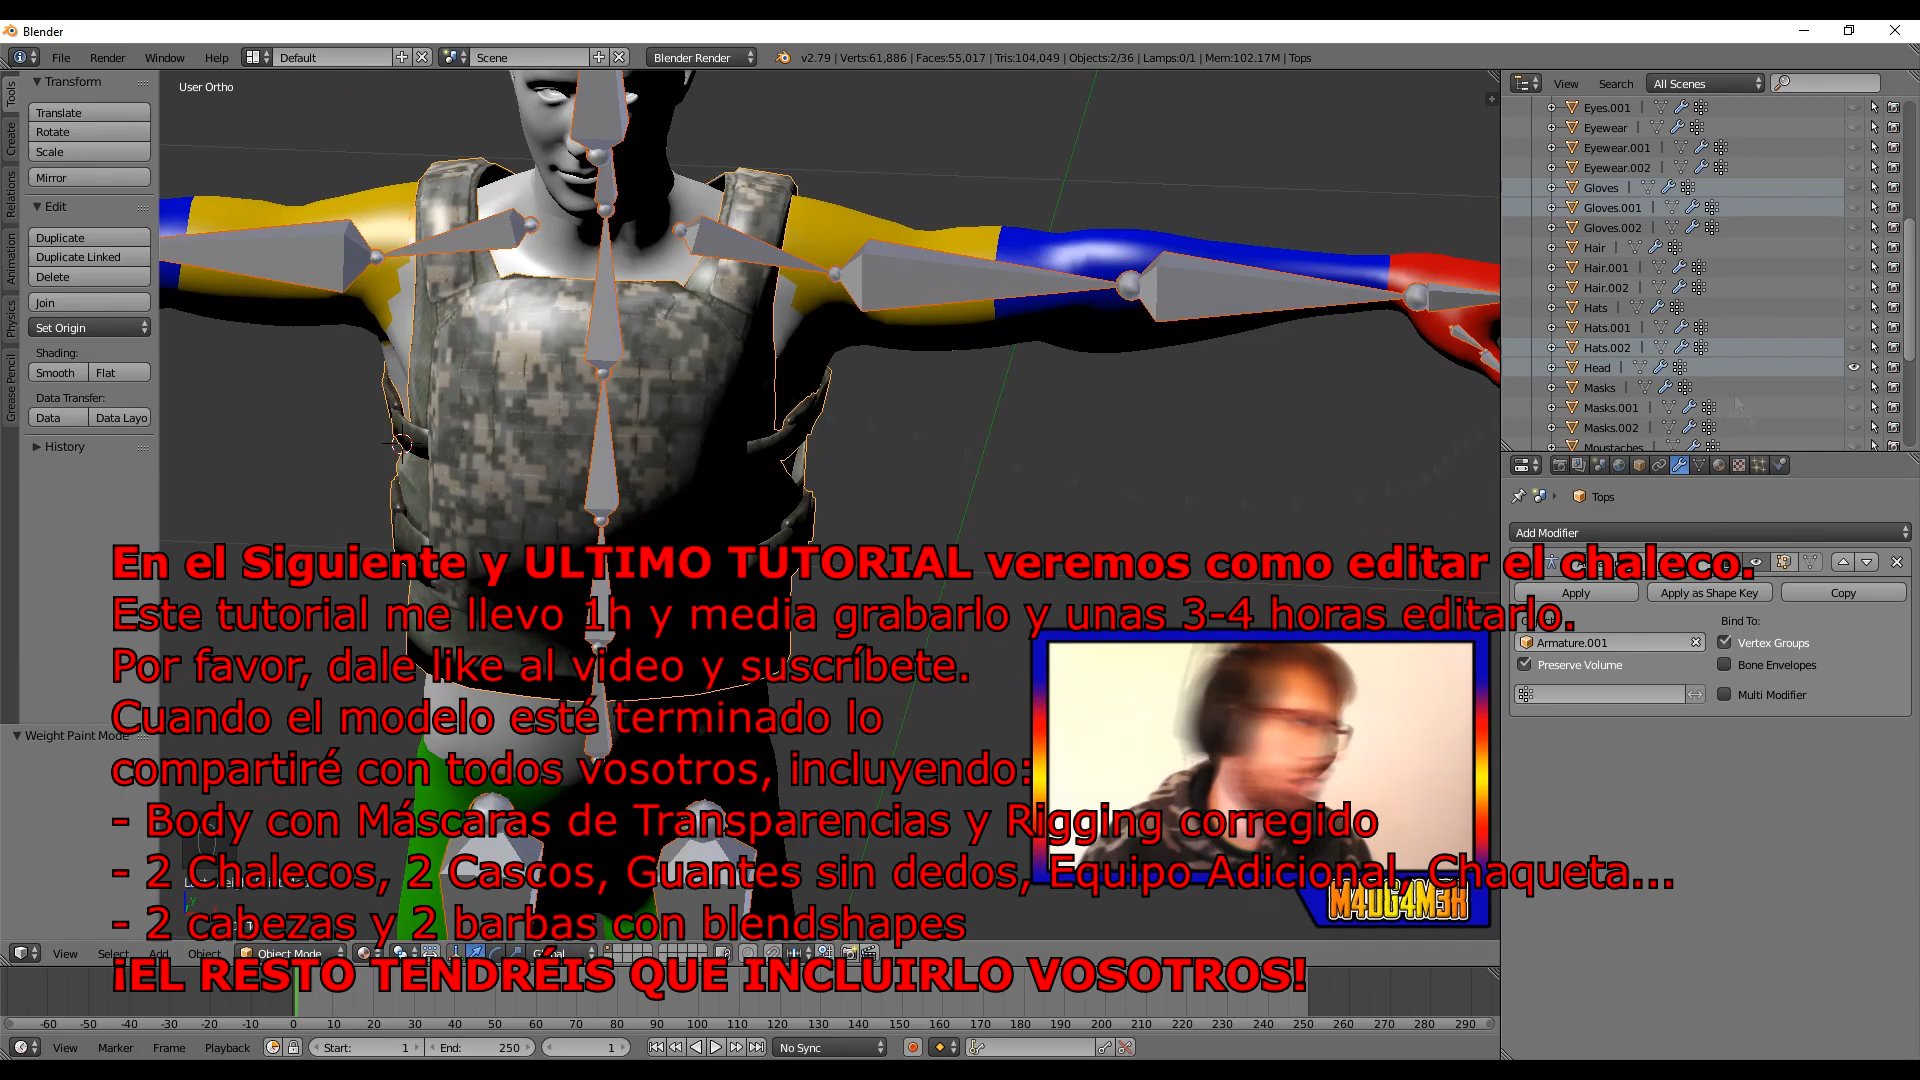 Blender
File Render Window Help Default Scene Blender Render v2.79 | Verts:61,886 | Faces:55,017 | Tris:104,049 | Objects:2/36 | Lamps:0/1 | Mem:102.17M | Tops
Tools
Create
Relations
Animation
Physics
Grease Pencil
Transform
Translate
Rotate
Scale
Mirror
Edit
Duplicate
Duplicate Linked
Delete
Join
Set Origin
Shading:
Smooth Flat
Data Transfer:
Data Data Layo
History
Weight Paint Mode
User Ortho
View Search All Scenes
Eyes.001
Eyewear
Eyewear.001
Eyewear.002
Gloves
Gloves.001
Gloves.002
Hair
Hair.001
Hair.002
Hats
Hats.001
Hats.002
Head
Masks
Masks.001
Masks.002
Moustaches
Tops
Add Modifier
Apply Apply as Shape Key Copy
Bind To:
Armature.001 Vertex Groups
Preserve Volume Bone Envelopes
Multi Modifier
En el Siguiente y ULTIMO TUTORIAL veremos como editar el chaleco.
Este tutorial me llevo 1h y media grabarlo y unas 3-4 horas editarlo.
Por favor, dale like al video y suscríbete.
Cuando el modelo esté terminado lo
compartiré con todos vosotros, incluyendo:
- Body con Máscaras de Transparencias y Rigging corregido
- 2 Chalecos, 2 Cascos, Guantes sin dedos, Equipo Adicional, Chaqueta...
- 2 cabezas y 2 barbas con blendshapes
¡EL RESTO TENDRÉIS QUE INCLUIRLO VOSOTROS!
M4UG4M3R
View Select Add Object Object Mode Global
-60 -50 -40 -30 -20 -10 0 10 20 30 40 50 60 70 80 90 100 110 120 130 140 150 160 170 180 190 200 210 220 230 240 250 260 270 280 290
View Marker Frame Playback Start: 1 End: 250 1 No Sync